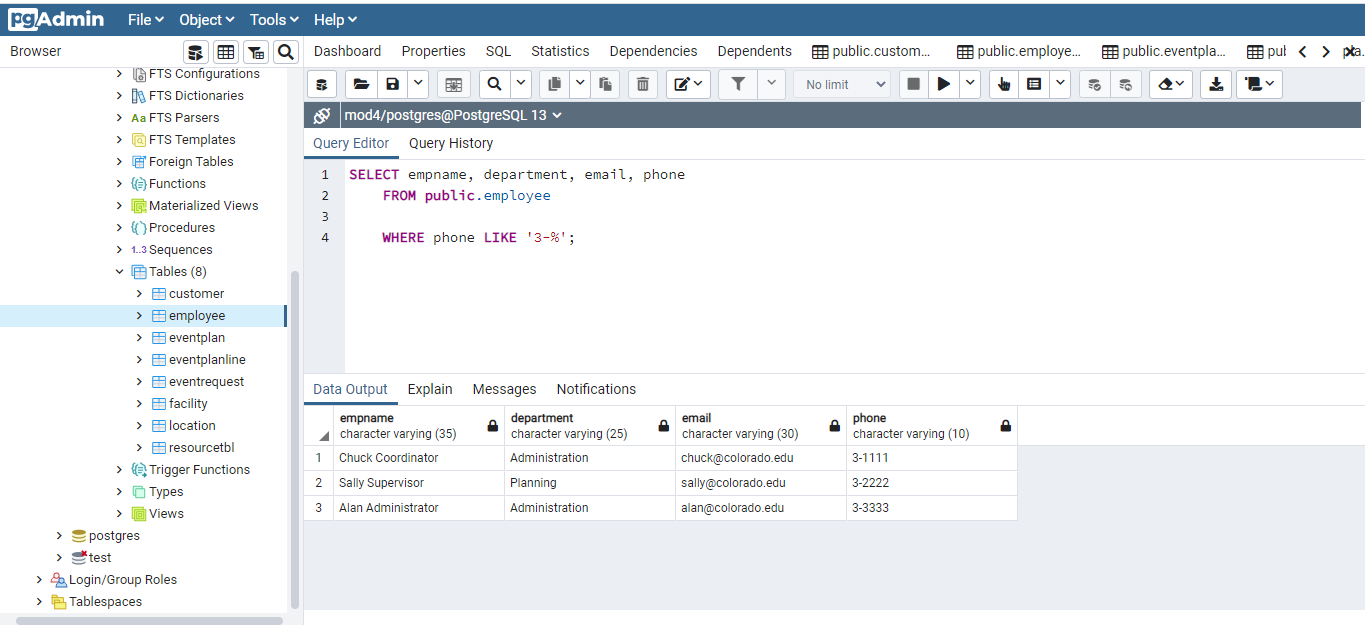 pgAdmin File Object Tools Help
Browser
Dashboard Properties SQL Statistics Dependencies Dependents public.custom... public.employe... public.eventpla... pul
No limit
mod4/postgres@PostgreSQL 13
Query Editor Query History
FTS Configurations
FTS Dictionaries
Aa FTS Parsers
FTS Templates
Foreign Tables
Functions
Materialized Views
Procedures
1..3 Sequences
Tables (8)
customer
employee
eventplan
eventplanline
eventrequest
facility
location
resourcetbl
Trigger Functions
Types
Views
postgres
test
Login/Group Roles
Tablespaces
1 SELECT empname, department, email, phone
2 FROM public.employee
3
4 WHERE phone LIKE '3-%';
Data Output Explain Messages Notifications
empname department email phone
character varying (35) character varying (25) character varying (30) character varying (10)
1 Chuck Coordinator Administration chuck@colorado.edu 3-1111
2 Sally Supervisor Planning sally@colorado.edu 3-2222
3 Alan Administrator Administration alan@colorado.edu 3-3333